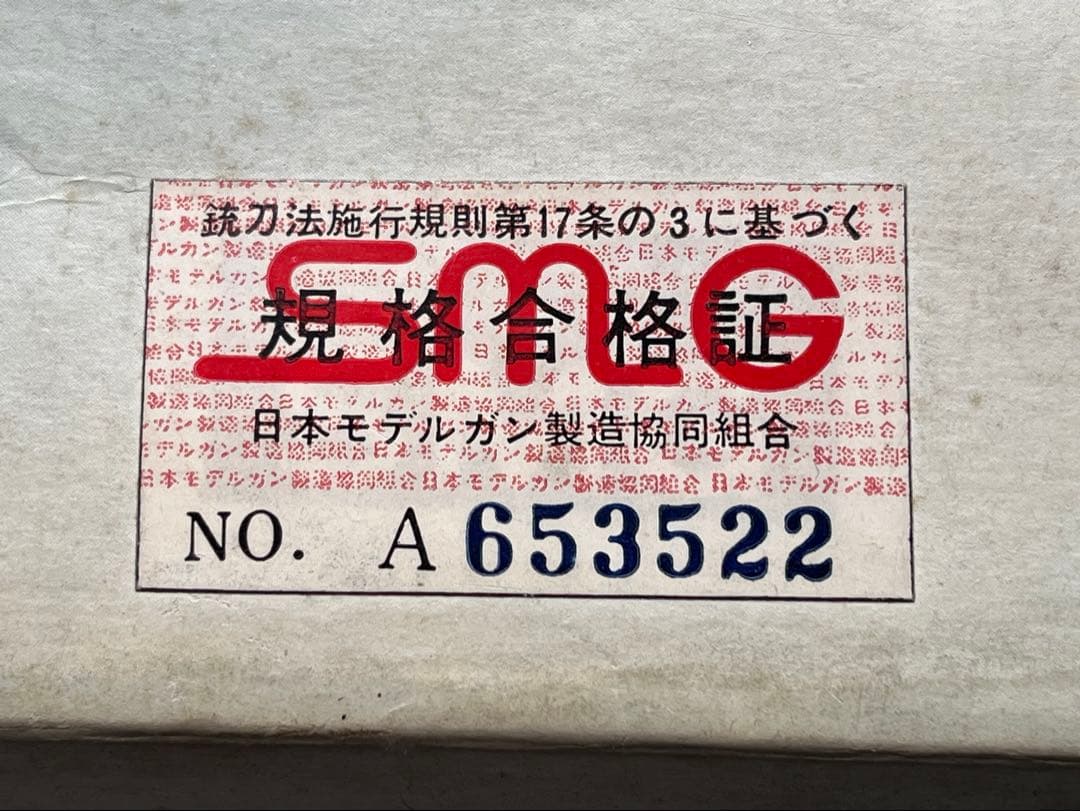 銃刀法施行規則第17条の3に基づく
SMG
規格合格証
日本モデルガン製造協同組合
NO. A 653522